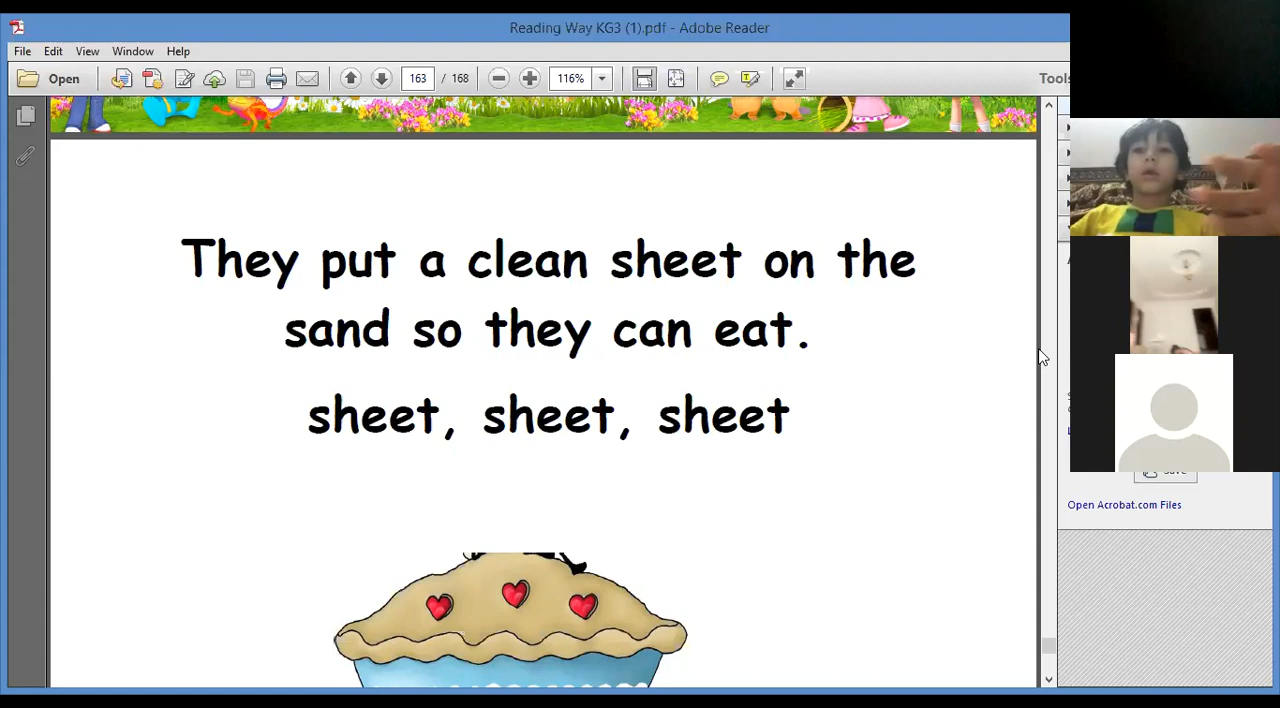 Reading Way KG3 (1).pdf - Adobe Reader
File Edit View Window Help
Open 163 / 168 116% Tools
They put a clean sheet on the
sand so they can eat.
sheet, sheet, sheet
Open Acrobat.com Files